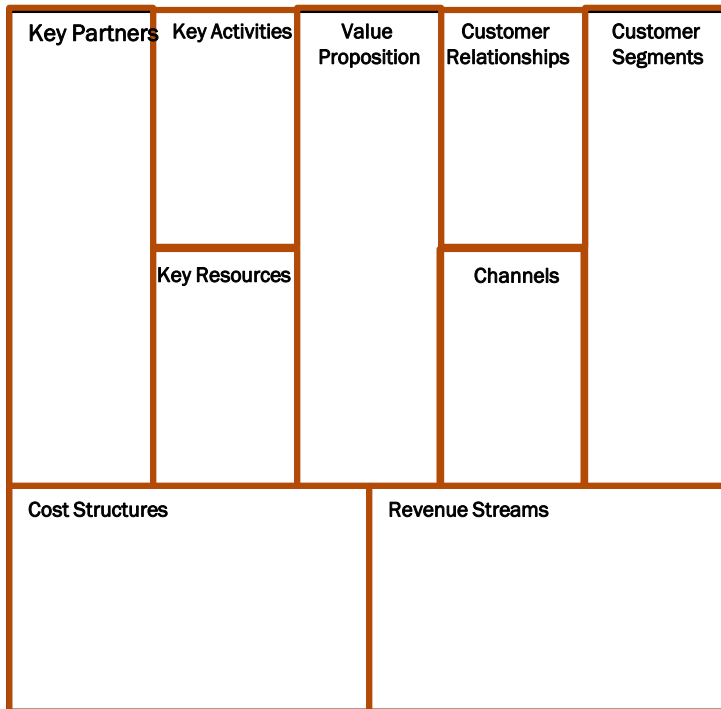 Key Partners
Key Activities
Value
Proposition
Customer
Relationships
Customer
Segments
Key Resources
Channels
Cost Structures
Revenue Streams